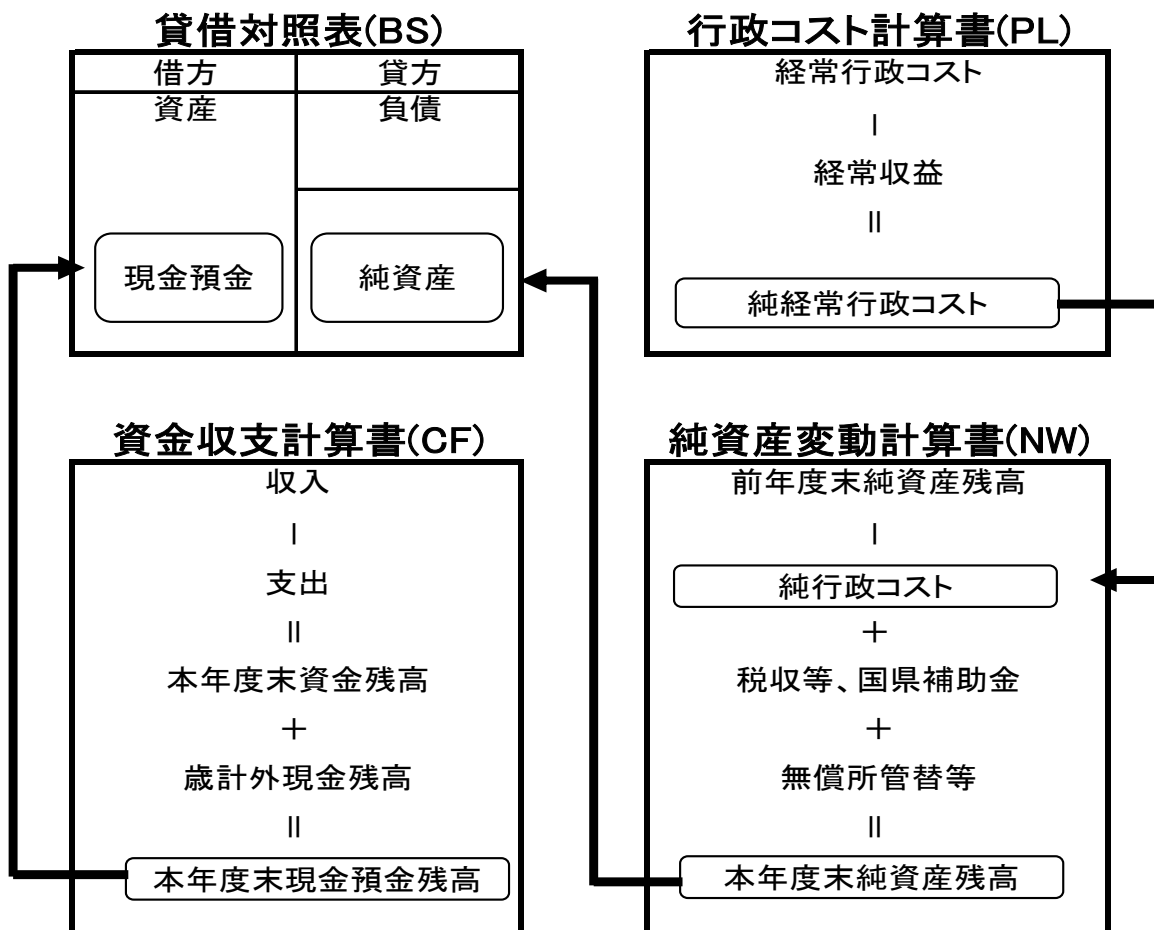 貸借対照表(BS)
借方
貸方
資産
負債
現金預金
純資産
行政コスト計算書(PL)
経常行政コスト
－
経常収益
＝
純経常行政コスト
資金収支計算書(CF)
収入
－
支出
＝
本年度末資金残高
＋
歳計外現金残高
＝
本年度末現金預金残高
純資産変動計算書(NW)
前年度末純資産残高
－
純行政コスト
＋
税収等、国県補助金
＋
無償所管替等
＝
本年度末純資産残高